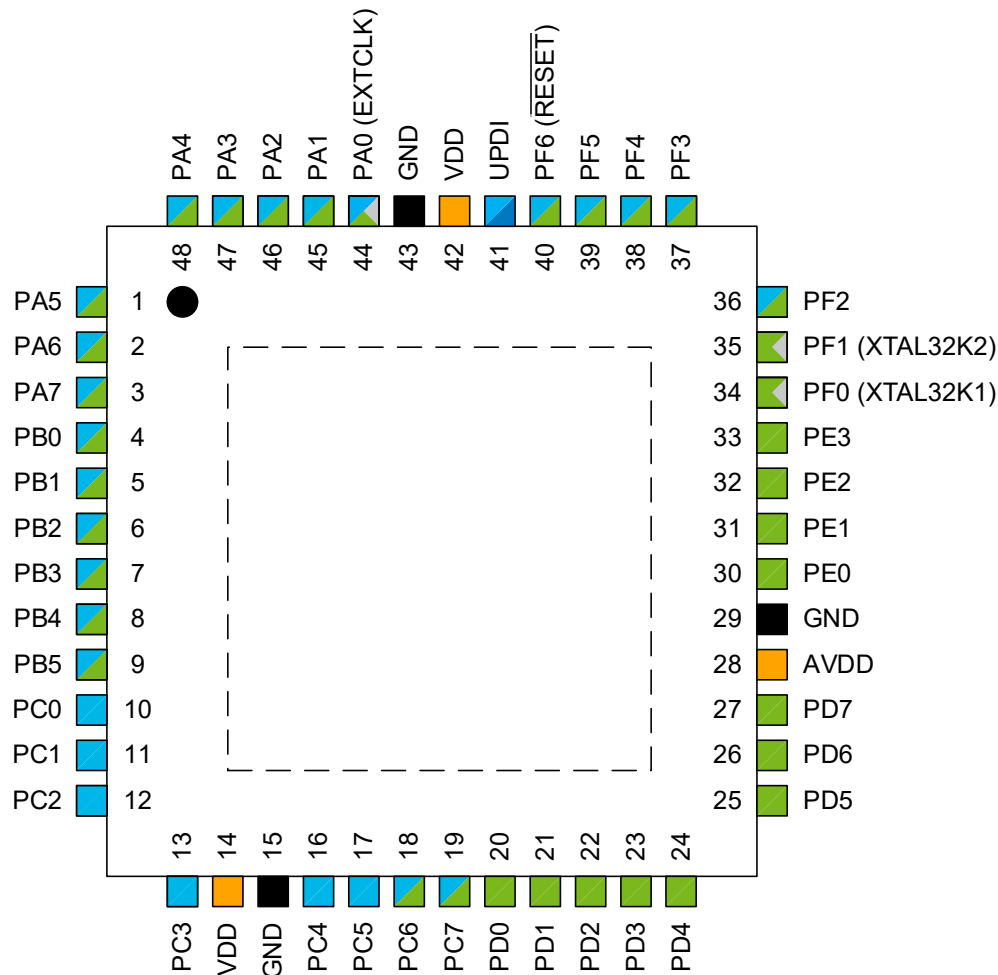 PA4
PA3
PA2
PA1
PA0 (EXTCLK)
GND
VDD
UPDI
PF6 (RESET)
PF5
PF4
PF3
48
47
46
45
44
43
42
41
40
39
38
37
PA5 1
PA6 2
PA7 3
PB0 4
PB1 5
PB2 6
PB3 7
PB4 8
PB5 9
PC0 10
PC1 11
PC2 12
36 PF2
35 PF1 (XTAL32K2)
34 PF0 (XTAL32K1)
33 PE3
32 PE2
31 PE1
30 PE0
29 GND
28 AVDD
27 PD7
26 PD6
25 PD5
13
14
15
16
17
18
19
20
21
22
23
24
PC3
VDD
GND
PC4
PC5
PC6
PC7
PD0
PD1
PD2
PD3
PD4